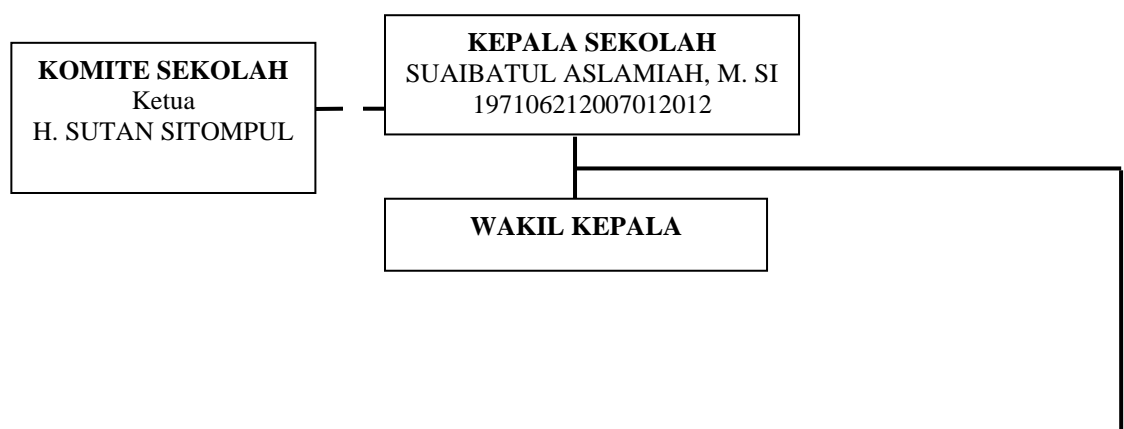 KOMITE SEKOLAH
Ketua
H. SUTAN SITOMPUL
KEPALA SEKOLAH
SUAIBATUL ASLAMIAH, M. SI
197106212007012012
WAKIL KEPALA